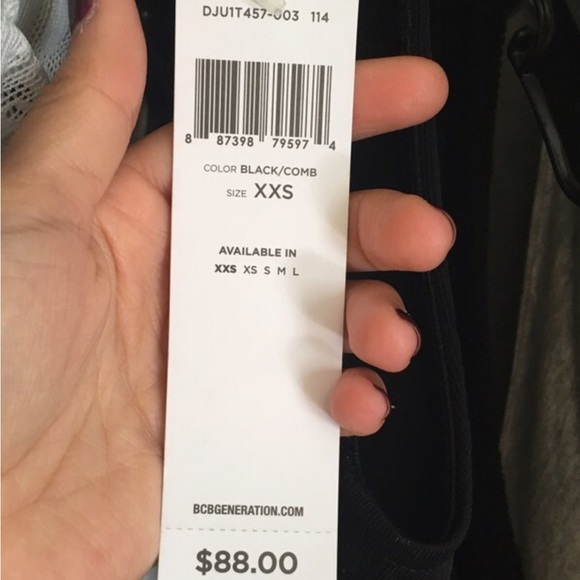 DJU1T457-003 114
8 87398 79597 4
COLOR BLACK/COMB
SIZE XXS
AVAILABLE IN
XXS XS S M L
BCBGENERATION.COM
$88.00